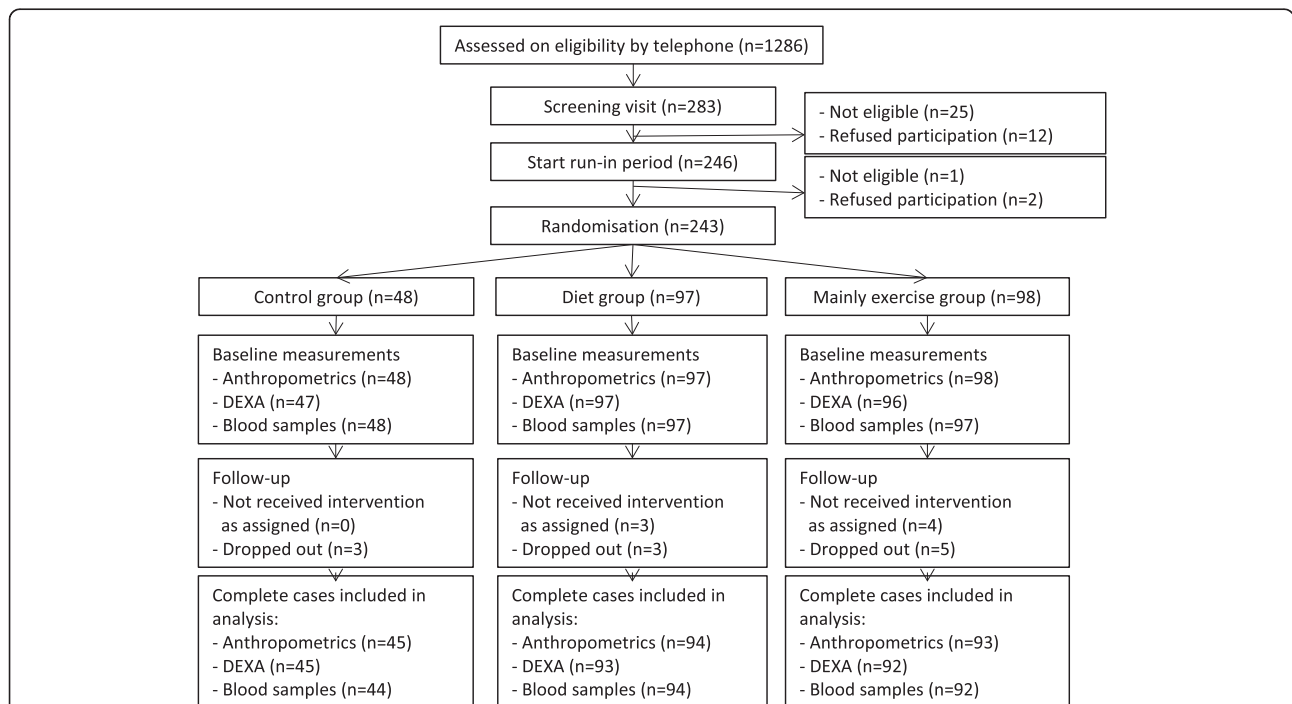 Assessed on eligibility by telephone (n=1286)
Screening visit (n=283)
- Not eligible (n=25)
- Refused participation (n=12)
Start run-in period (n=246)
- Not eligible (n=1)
- Refused participation (n=2)
Randomisation (n=243)
Control group (n=48)
Diet group (n=97)
Mainly exercise group (n=98)
Baseline measurements
- Anthropometrics (n=48)
- DEXA (n=47)
- Blood samples (n=48)
Baseline measurements
- Anthropometrics (n=97)
- DEXA (n=97)
- Blood samples (n=97)
Baseline measurements
- Anthropometrics (n=98)
- DEXA (n=96)
- Blood samples (n=97)
Follow-up
- Not received intervention
as assigned (n=0)
- Dropped out (n=3)
Follow-up
- Not received intervention
as assigned (n=3)
- Dropped out (n=3)
Follow-up
- Not received intervention
as assigned (n=4)
- Dropped out (n=5)
Complete cases included in
analysis:
- Anthropometrics (n=45)
- DEXA (n=45)
- Blood samples (n=44)
Complete cases included in
analysis:
- Anthropometrics (n=94)
- DEXA (n=93)
- Blood samples (n=94)
Complete cases included in
analysis:
- Anthropometrics (n=93)
- DEXA (n=92)
- Blood samples (n=92)